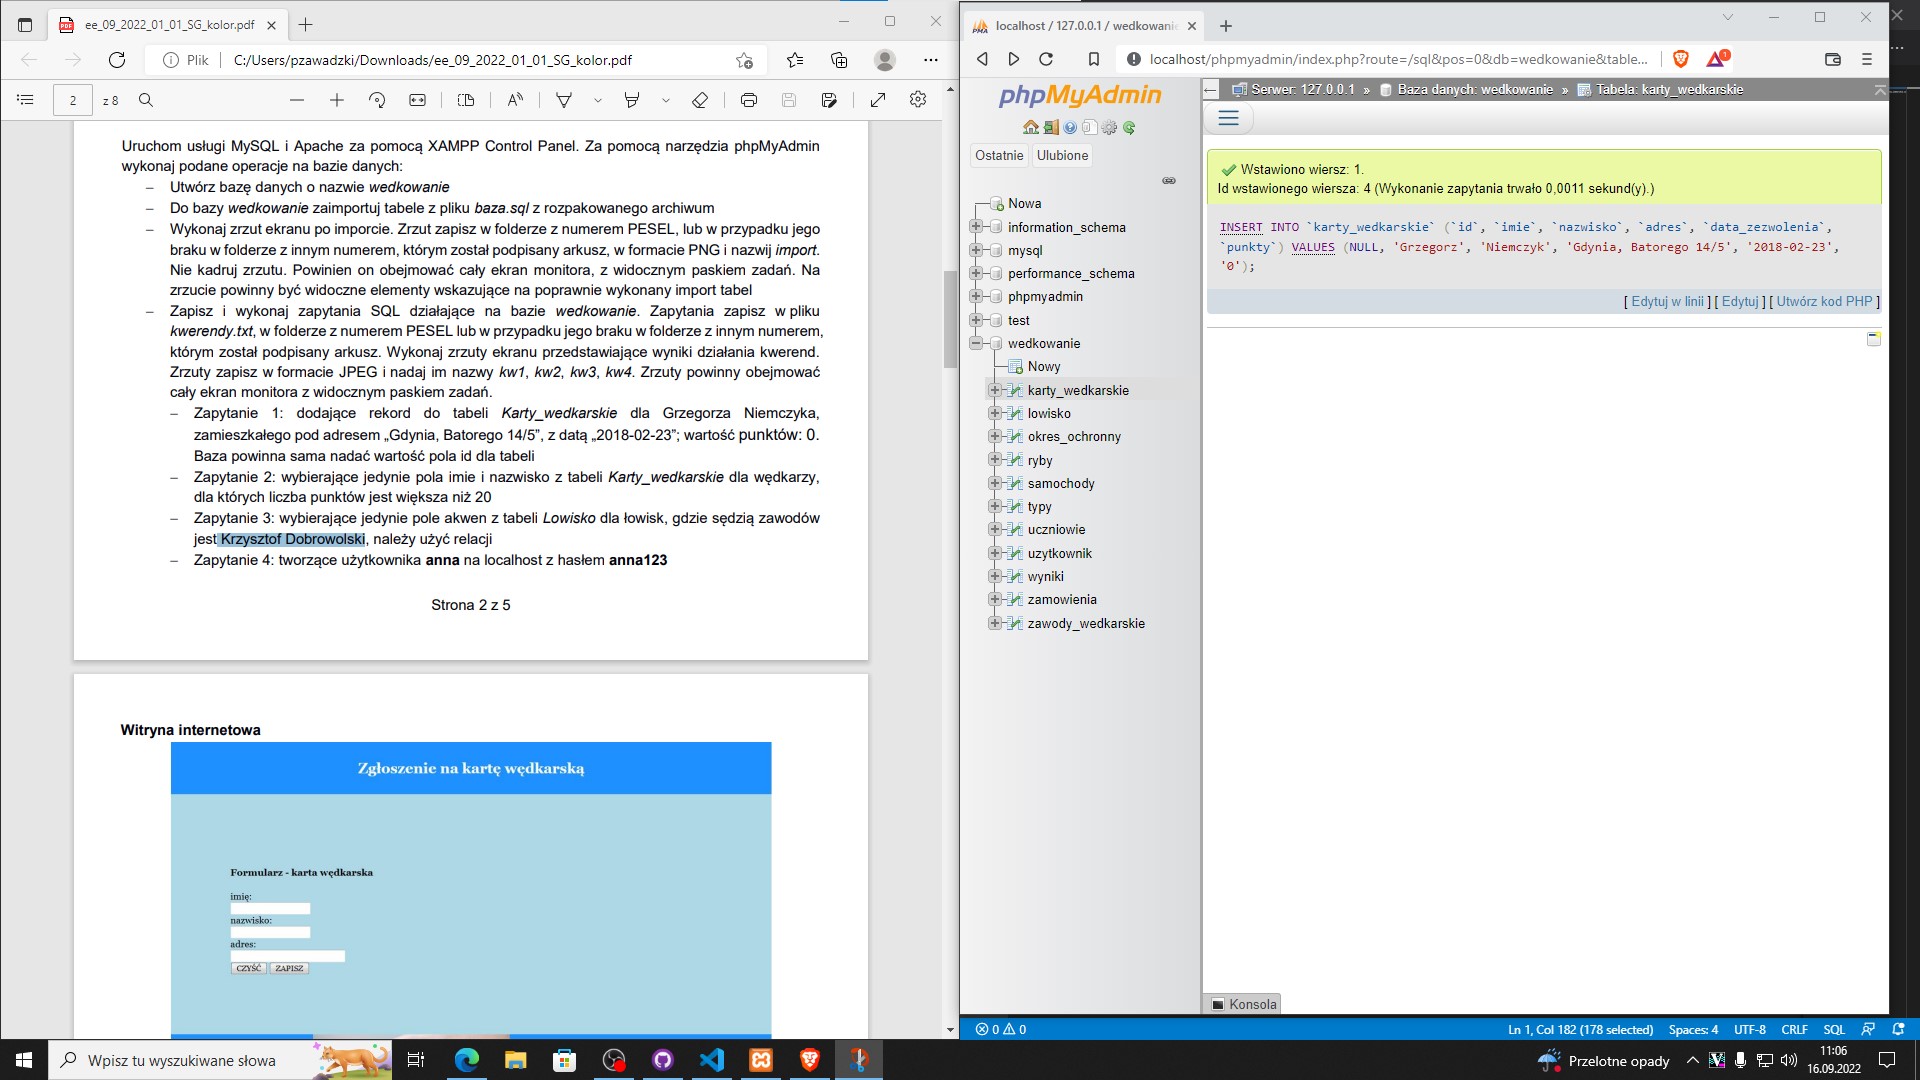 ee_09_2022_01_01_SG_kolor.pdf
Plik
C:/Users/pzawadzki/Downloads/ee_09_2022_01_01_SG_kolor.pdf
2
z 8
Uruchom usługi MySQL i Apache za pomocą XAMPP Control Panel. Za pomocą narzędzia phpMyAdmin
wykonaj podane operacje na bazie danych:
– Utwórz bazę danych o nazwie wedkowanie
– Do bazy wedkowanie zaimportuj tabele z pliku baza.sql z rozpakowanego archiwum
– Wykonaj zrzut ekranu po imporcie. Zrzut zapisz w folderze z numerem PESEL, lub w przypadku jego
braku w folderze z innym numerem, którym został podpisany arkusz, w formacie PNG i nazwij import.
Nie kadruj zrzutu. Powinien on obejmować cały ekran monitora, z widocznym paskiem zadań. Na
zrzucie powinny być widoczne elementy wskazujące na poprawnie wykonany import tabel
– Zapisz i wykonaj zapytania SQL działające na bazie wedkowanie. Zapytania zapisz w pliku
kwerendy.txt, w folderze z numerem PESEL lub w przypadku jego braku w folderze z innym numerem,
którym został podpisany arkusz. Wykonaj zrzuty ekranu przedstawiające wyniki działania kwerend.
Zrzuty zapisz w formacie JPEG i nadaj im nazwy kw1, kw2, kw3, kw4. Zrzuty powinny obejmować
cały ekran monitora z widocznym paskiem zadań.
– Zapytanie 1: dodające rekord do tabeli Karty_wedkarskie dla Grzegorza Niemczyka,
zamieszkałego pod adresem „Gdynia, Batorego 14/5”, z datą „2018-02-23”; wartość punktów: 0.
Baza powinna sama nadać wartość pola id dla tabeli
– Zapytanie 2: wybierające jedynie pola imie i nazwisko z tabeli Karty_wedkarskie dla wędkarzy,
dla których liczba punktów jest większa niż 20
– Zapytanie 3: wybierające jedynie pole akwen z tabeli Lowisko dla łowisk, gdzie sędzią zawodów
jest Krzysztof Dobrowolski, należy użyć relacji
– Zapytanie 4: tworzące użytkownika anna na localhost z hasłem anna123
Strona 2 z 5
Witryna internetowa
Zgłoszenie na kartę wędkarską
Formularz - karta wędkarska
imię:
nazwisko:
adres:
CZYŚĆ ZAPISZ
localhost / 127.0.0.1 / wedkowanie
localhost/phpmyadmin/index.php?route=/sql&pos=0&db=wedkowanie&table...
1
phpMyAdmin
Ostatnie Ulubione
Nowa
information_schema
mysql
performance_schema
phpmyadmin
test
wedkowanie
Nowy
karty_wedkarskie
lowisko
okres_ochronny
ryby
samochody
typy
uczniowie
uzytkownik
wyniki
zamowienia
zawody_wedkarskie
Serwer: 127.0.0.1 » Baza danych: wedkowanie » Tabela: karty_wedkarskie
Wstawiono wiersz: 1.
Id wstawionego wiersza: 4 (Wykonanie zapytania trwało 0,0011 sekund(y).)
INSERT INTO `karty_wedkarskie` (`id`, `imie`, `nazwisko`, `adres`, `data_zezwolenia`,
`punkty`) VALUES (NULL, 'Grzegorz', 'Niemczyk', 'Gdynia, Batorego 14/5', '2018-02-23',
'0');
[ Edytuj w linii ] [ Edytuj ] [ Utwórz kod PHP ]
Konsola
0 0
Ln 1, Col 182 (178 selected) Spaces: 4 UTF-8 CRLF SQL
Wpisz tu wyszukiwane słowa
Przelotne opady
11:06
16.09.2022